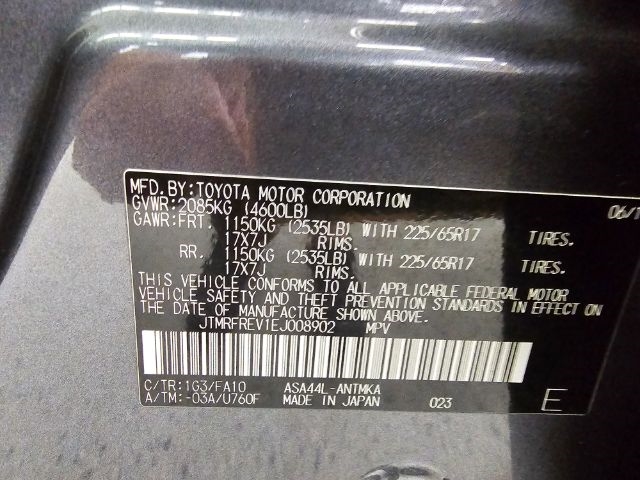 MFD.BY:TOYOTA MOTOR CORPORATION 06/1
GVWR:2085KG (4600LB)
GAWR:FRT. 1150KG (2535LB) WITH 225/65R17 TIRES.
17X7J RIMS.
RR. 1150KG (2535LB) WITH 225/65R17 TIRES.
17X7J RIMS.
THIS VEHICLE CONFORMS TO ALL APPLICABLE FEDERAL MOTOR
VEHICLE SAFETY AND THEFT PREVENTION STANDARDS IN EFFECT ON
THE DATE OF MANUFACTURE SHOWN ABOVE.
JTMRFREV1EJ008902 MPV
C/TR:1G3/FA10 ASA44L-ANTMKA
A/TM:-03A/U760F MADE IN JAPAN 023 E